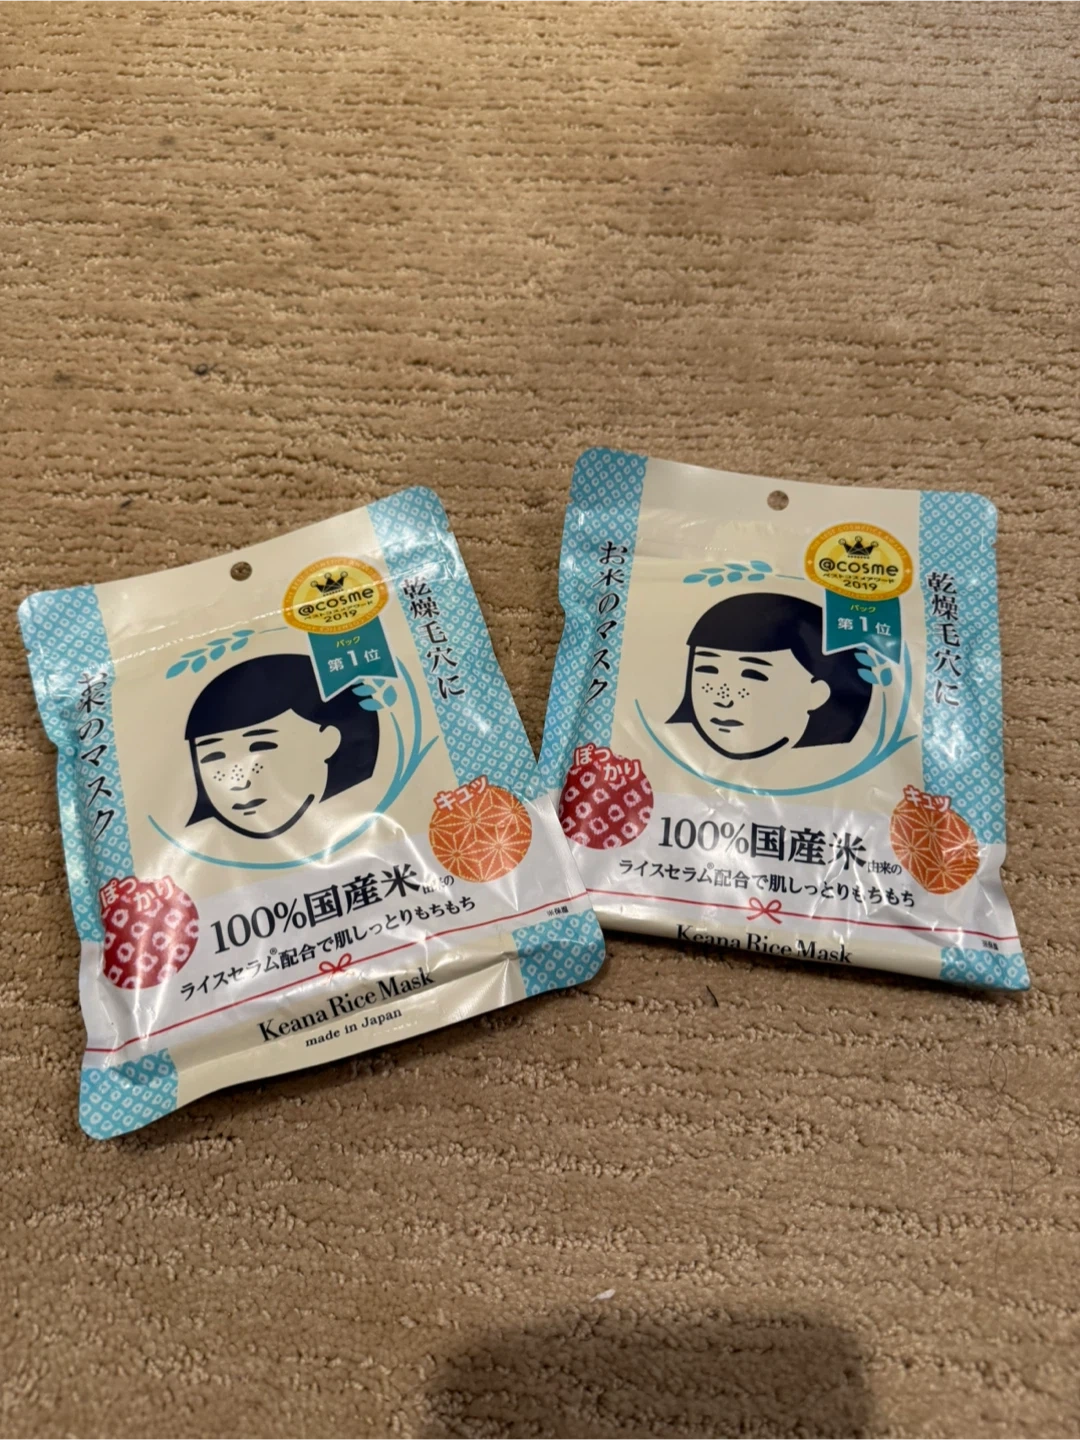 @cosme
ベストコスメアワード
2019
パック
第1位
乾燥毛穴に
お米のマスク
ぽっかり
キュッ
100%国産米由来の
ライスセラム®配合で肌しっとりもちもち
※保湿
Keana Rice Mask
made in Japan
@cosme
ベストコスメアワード
2019
パック
第1位
乾燥毛穴に
お米のマスク
ぽっかり
キュッ
100%国産米由来の
ライスセラム®配合で肌しっとりもちもち
※保湿
Keana Rice Mask